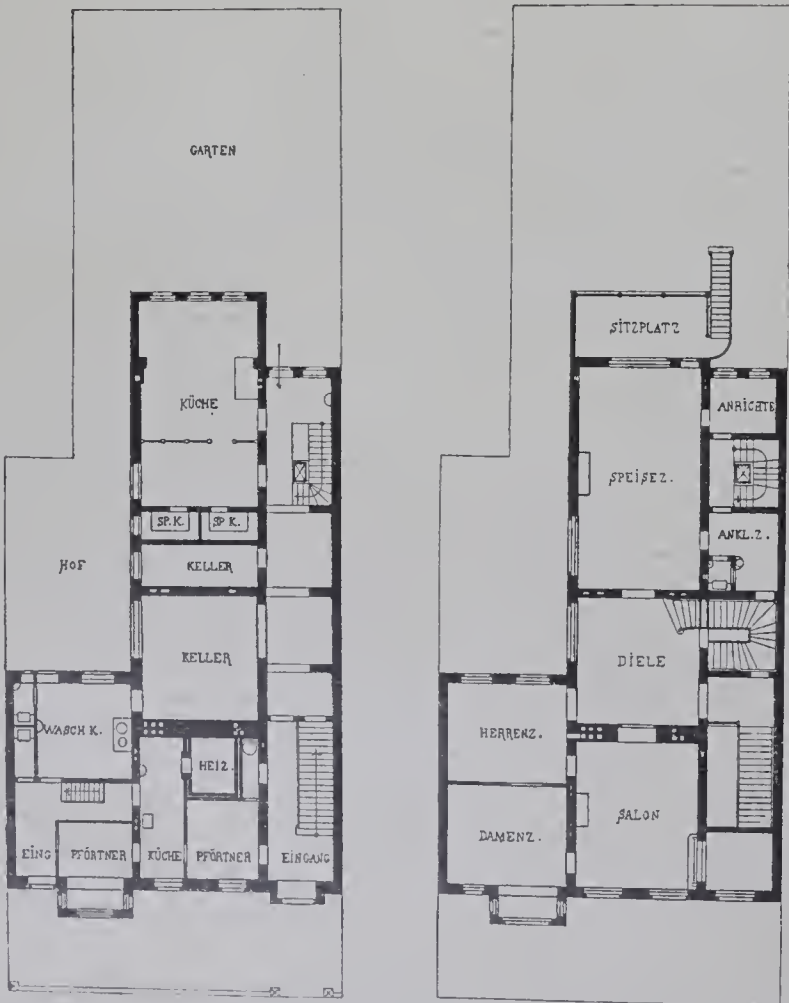 GARTEN
KÜCHE
SP.K. SP.K.
HOF
KELLER
KELLER
WASCH K.
HEIZ.
EING PFÖRTNER KÜCHE PFÖRTNER EINGANG
SITZPLATZ
ANRICHTE
SPEISEZ.
ANKL.Z.
DIELE
HERRENZ.
SALON
DAMENZ.